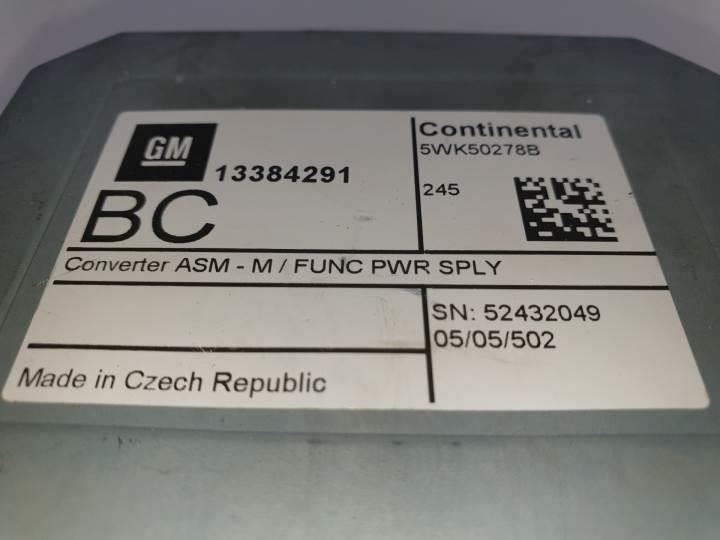 GM
13384291
BC
Continental
5WK50278B
245
Converter ASM - M / FUNC PWR SPLY
SN: 52432049
05/05/502
Made in Czech Republic